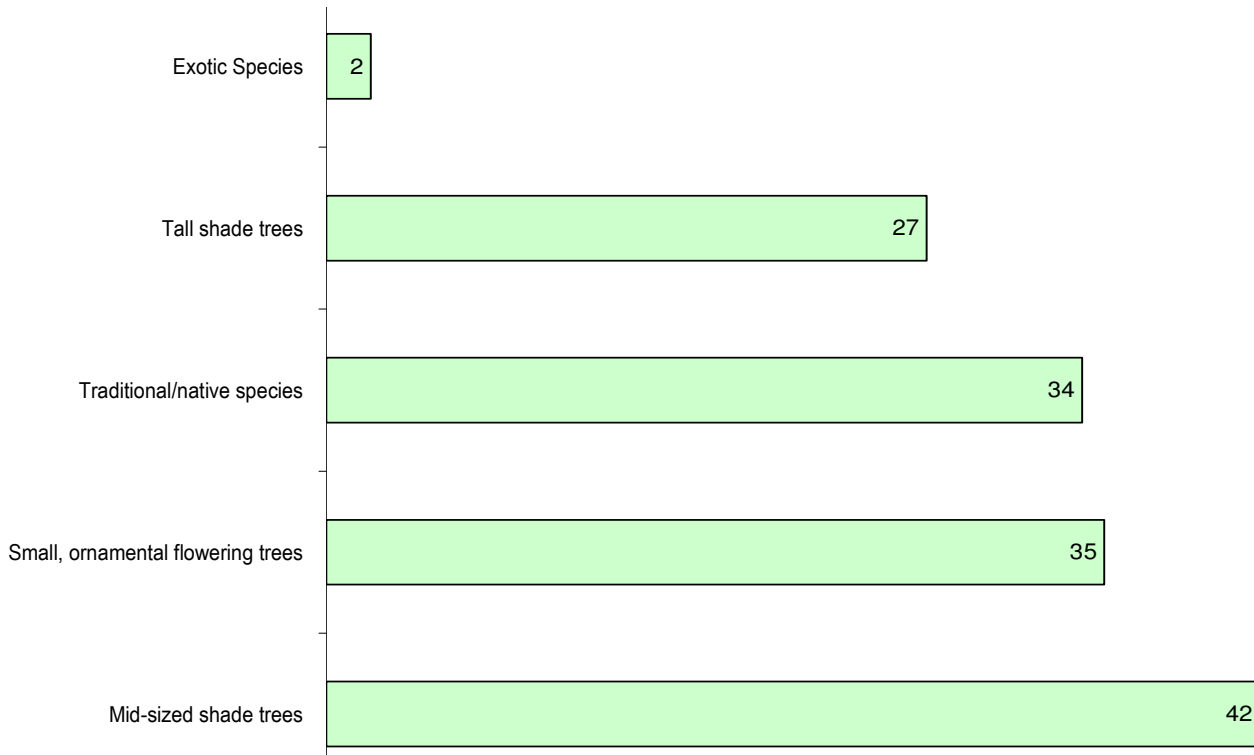 Exotic Species 2
Tall shade trees 27
Traditional/native species 34
Small, ornamental flowering trees 35
Mid-sized shade trees 42